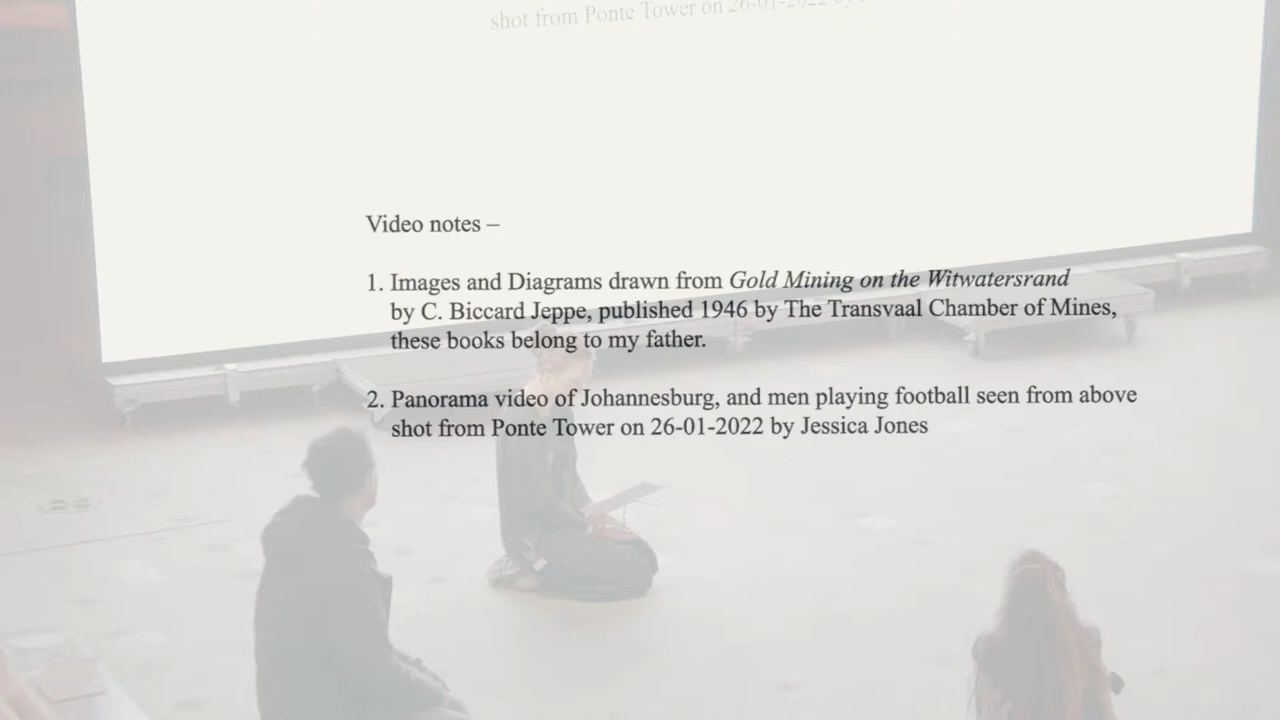 shot from Ponte Tower on 26-01-2022 by
Video notes –
1. Images and Diagrams drawn from Gold Mining on the Witwatersrand
by C. Biccard Jeppe, published 1946 by The Transvaal Chamber of Mines,
these books belong to my father.
2. Panorama video of Johannesburg, and men playing football seen from above
shot from Ponte Tower on 26-01-2022 by Jessica Jones